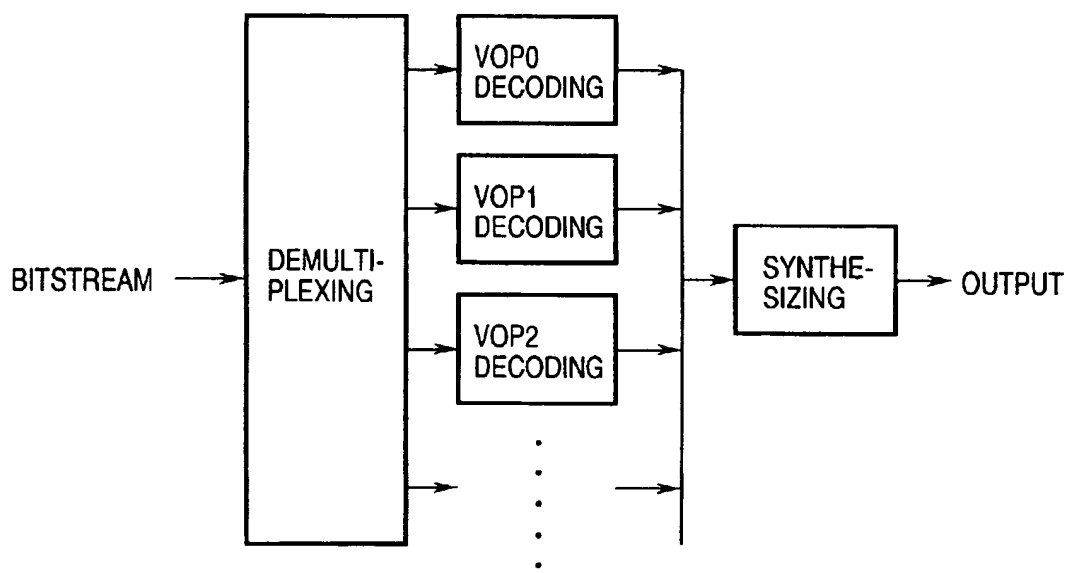 VOP0
DECODING
VOP1
DECODING
BITSTREAM
DEMULTI-
PLEXING
SYNTHE-
SIZING
OUTPUT
VOP2
DECODING